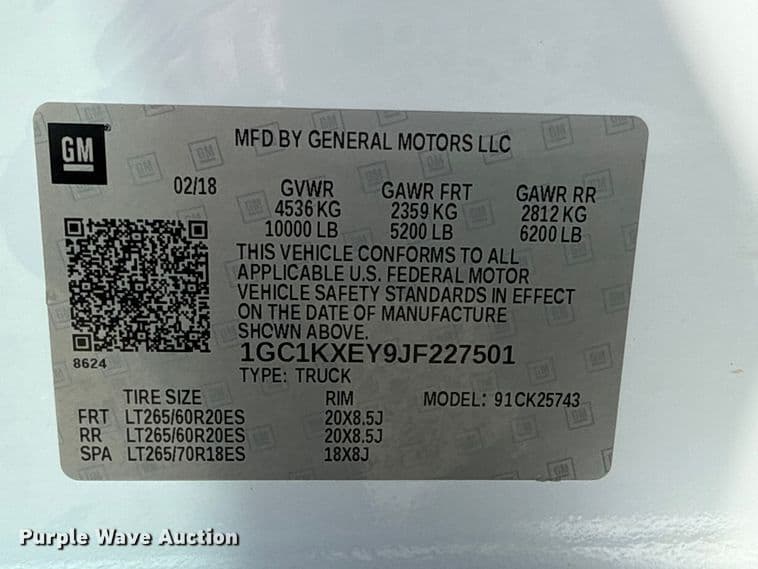 GM
MFD BY GENERAL MOTORS LLC
02/18 GVWR GAWR FRT GAWR RR
4536 KG 2359 KG 2812 KG
10000 LB 5200 LB 6200 LB
THIS VEHICLE CONFORMS TO ALL
APPLICABLE U.S. FEDERAL MOTOR
VEHICLE SAFETY STANDARDS IN EFFECT
ON THE DATE OF MANUFACTURE
SHOWN ABOVE.
8624
1GC1KXEY9JF227501
TYPE: TRUCK
TIRE SIZE RIM MODEL: 91CK25743
FRT LT265/60R20ES 20X8.5J
RR LT265/60R20ES 20X8.5J
SPA LT265/70R18ES 18X8J
Purple Wave Auction